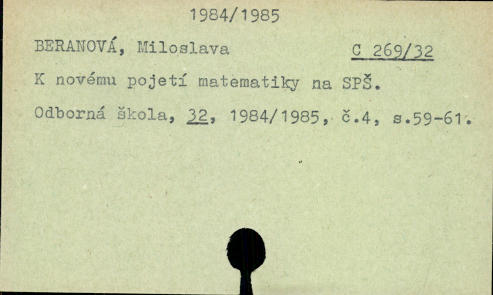 1984/1985
BERANOVÁ, Miloslava C 269/32
K novému pojetí matematiky na SPŠ.
Odborná škola, 32, 1984/1985, č.4, s.59-61.